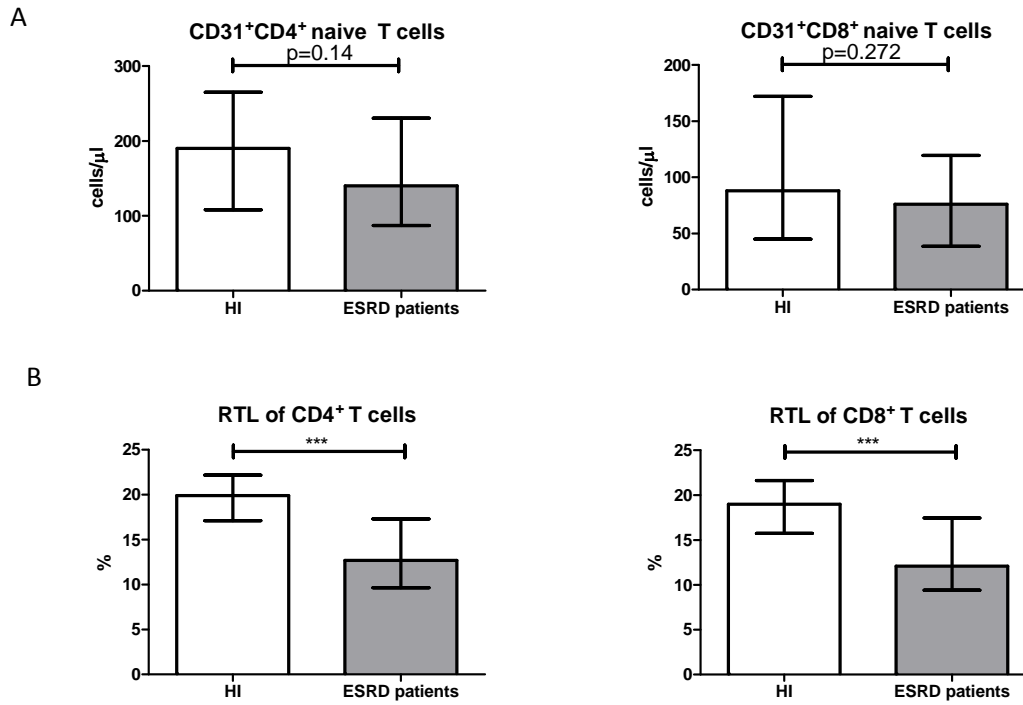 A
CD31⁺CD4⁺ naive T cells
p=0.14
300
200
100
0
cells/µl
HI
ESRD patients
CD31⁺CD8⁺ naive T cells
p=0.272
200
150
100
50
0
cells/µl
HI
ESRD patients
B
RTL of CD4⁺ T cells
***
25
20
15
10
5
0
%
HI
ESRD patients
RTL of CD8⁺ T cells
***
25
20
15
10
5
0
%
HI
ESRD patients